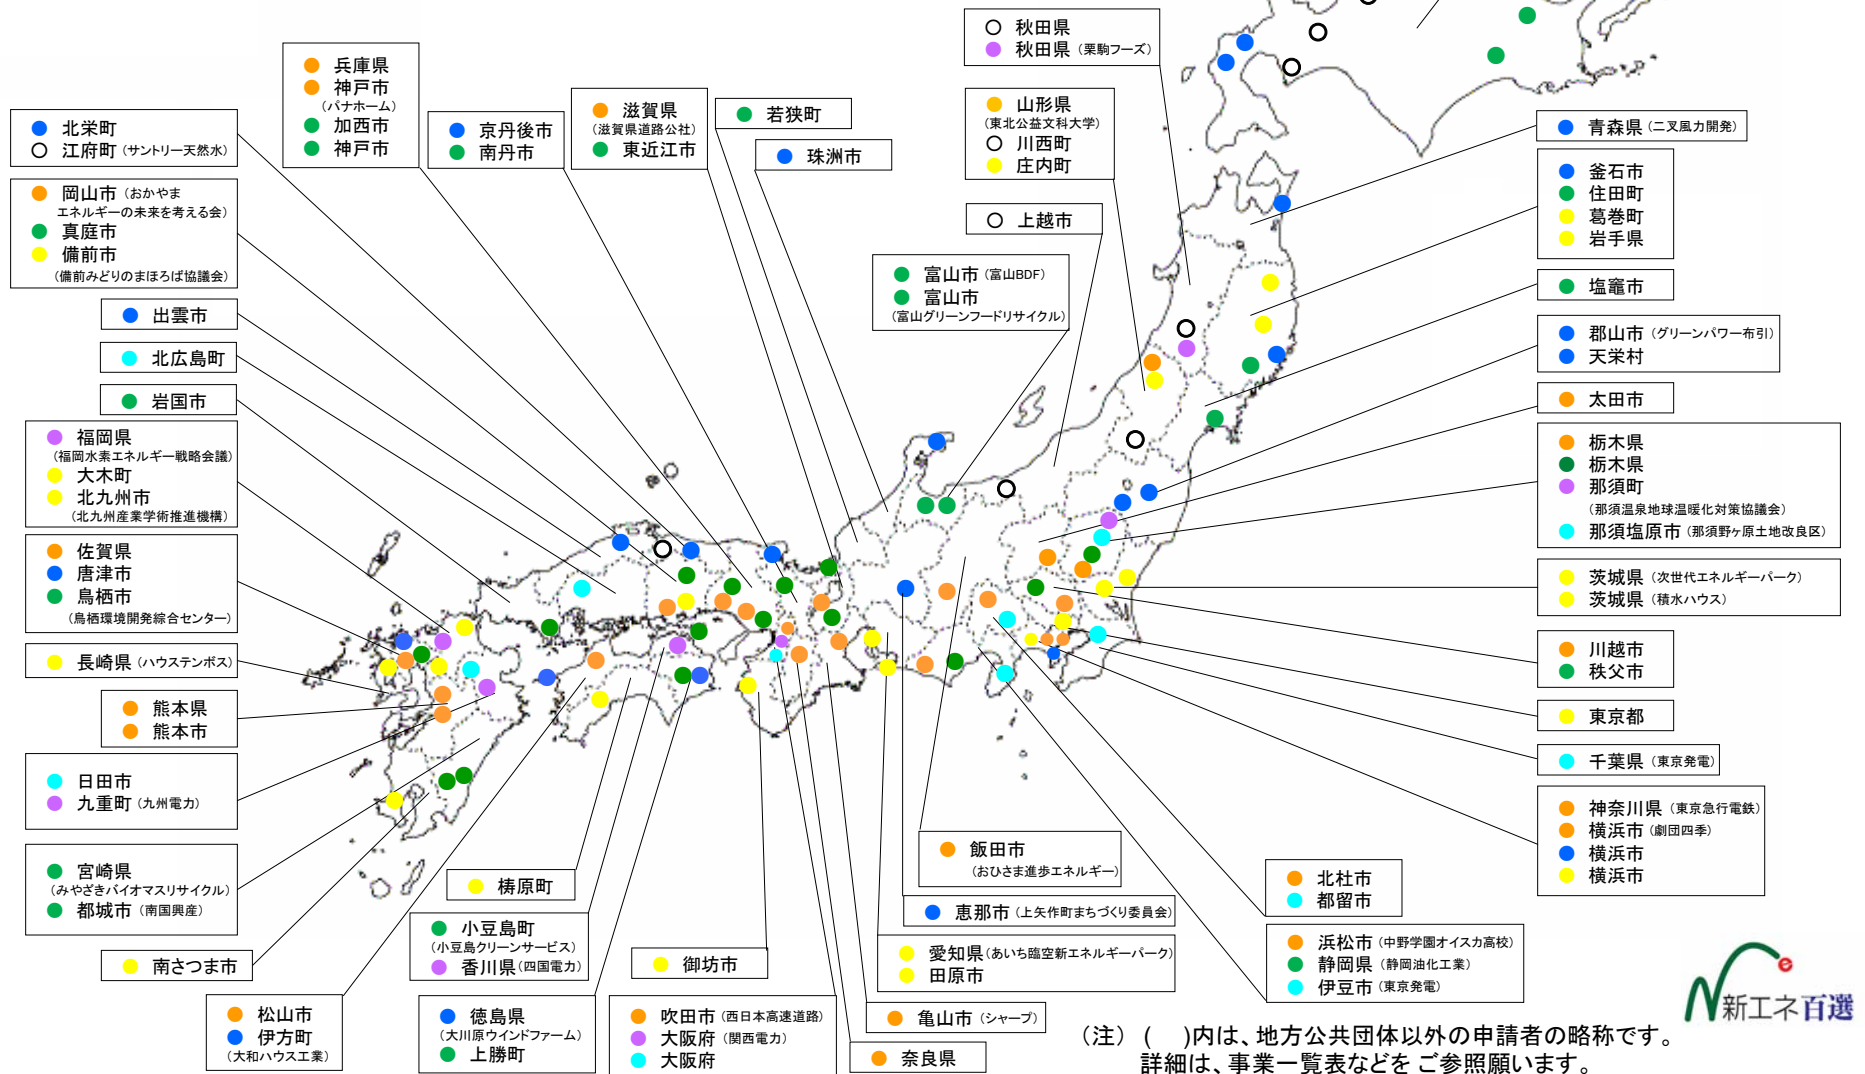 秋田県
秋田県（栗駒フーズ）
兵庫県
神戸市
（パナホーム）
加西市
神戸市
滋賀県
（滋賀県道路公社）
東近江市
若狭町
山形県
（東北公益文科大学）
川西町
庄内町
北栄町
江府町（サントリー天然水）
京丹後市
南丹市
珠洲市
青森県（二又風力開発）
釜石市
住田町
葛巻町
岩手県
岡山市（おかやま
エネルギーの未来を考える会）
真庭市
備前市
（備前みどりのまほろば協議会）
上越市
富山市（富山BDF）
富山市
（富山グリーンフードリサイクル）
塩竈市
出雲市
郡山市（グリーンパワー布引）
天栄村
北広島町
太田市
岩国市
福岡県
（福岡水素エネルギー戦略会議）
大木町
北九州市
（北九州産業学術推進機構）
栃木県
栃木県
那須町
（那須温泉地球温暖化対策協議会）
那須塩原市（那須野ヶ原土地改良区）
佐賀県
唐津市
鳥栖市
（鳥栖環境開発綜合センター）
茨城県（次世代エネルギーパーク）
茨城県（積水ハウス）
長崎県（ハウステンボス）
川越市
秩父市
熊本県
熊本市
東京都
千葉県（東京発電）
日田市
九重町（九州電力）
神奈川県（東京急行電鉄）
横浜市（劇団四季）
横浜市
横浜市
宮崎県
（みやざきバイオマスリサイクル）
都城市（南国興産）
梼原町
飯田市
（おひさま進歩エネルギー）
北杜市
都留市
小豆島町
（小豆島クリーンサービス）
香川県（四国電力）
恵那市（上矢作町まちづくり委員会）
南さつま市
御坊市
愛知県（あいち臨空新エネルギーパーク）
田原市
浜松市（中野学園オイスカ高校）
静岡県（静岡油化工業）
伊豆市（東京発電）
松山市
伊方町
（大和ハウス工業）
徳島県
（大川原ウインドファーム）
上勝町
吹田市（西日本高速道路）
大阪府（関西電力）
大阪府
亀山市（シャープ）
奈良県
e
新エネ百選
（注）（　）内は、地方公共団体以外の申請者の略称です。
詳細は、事業一覧表などをご参照願います。